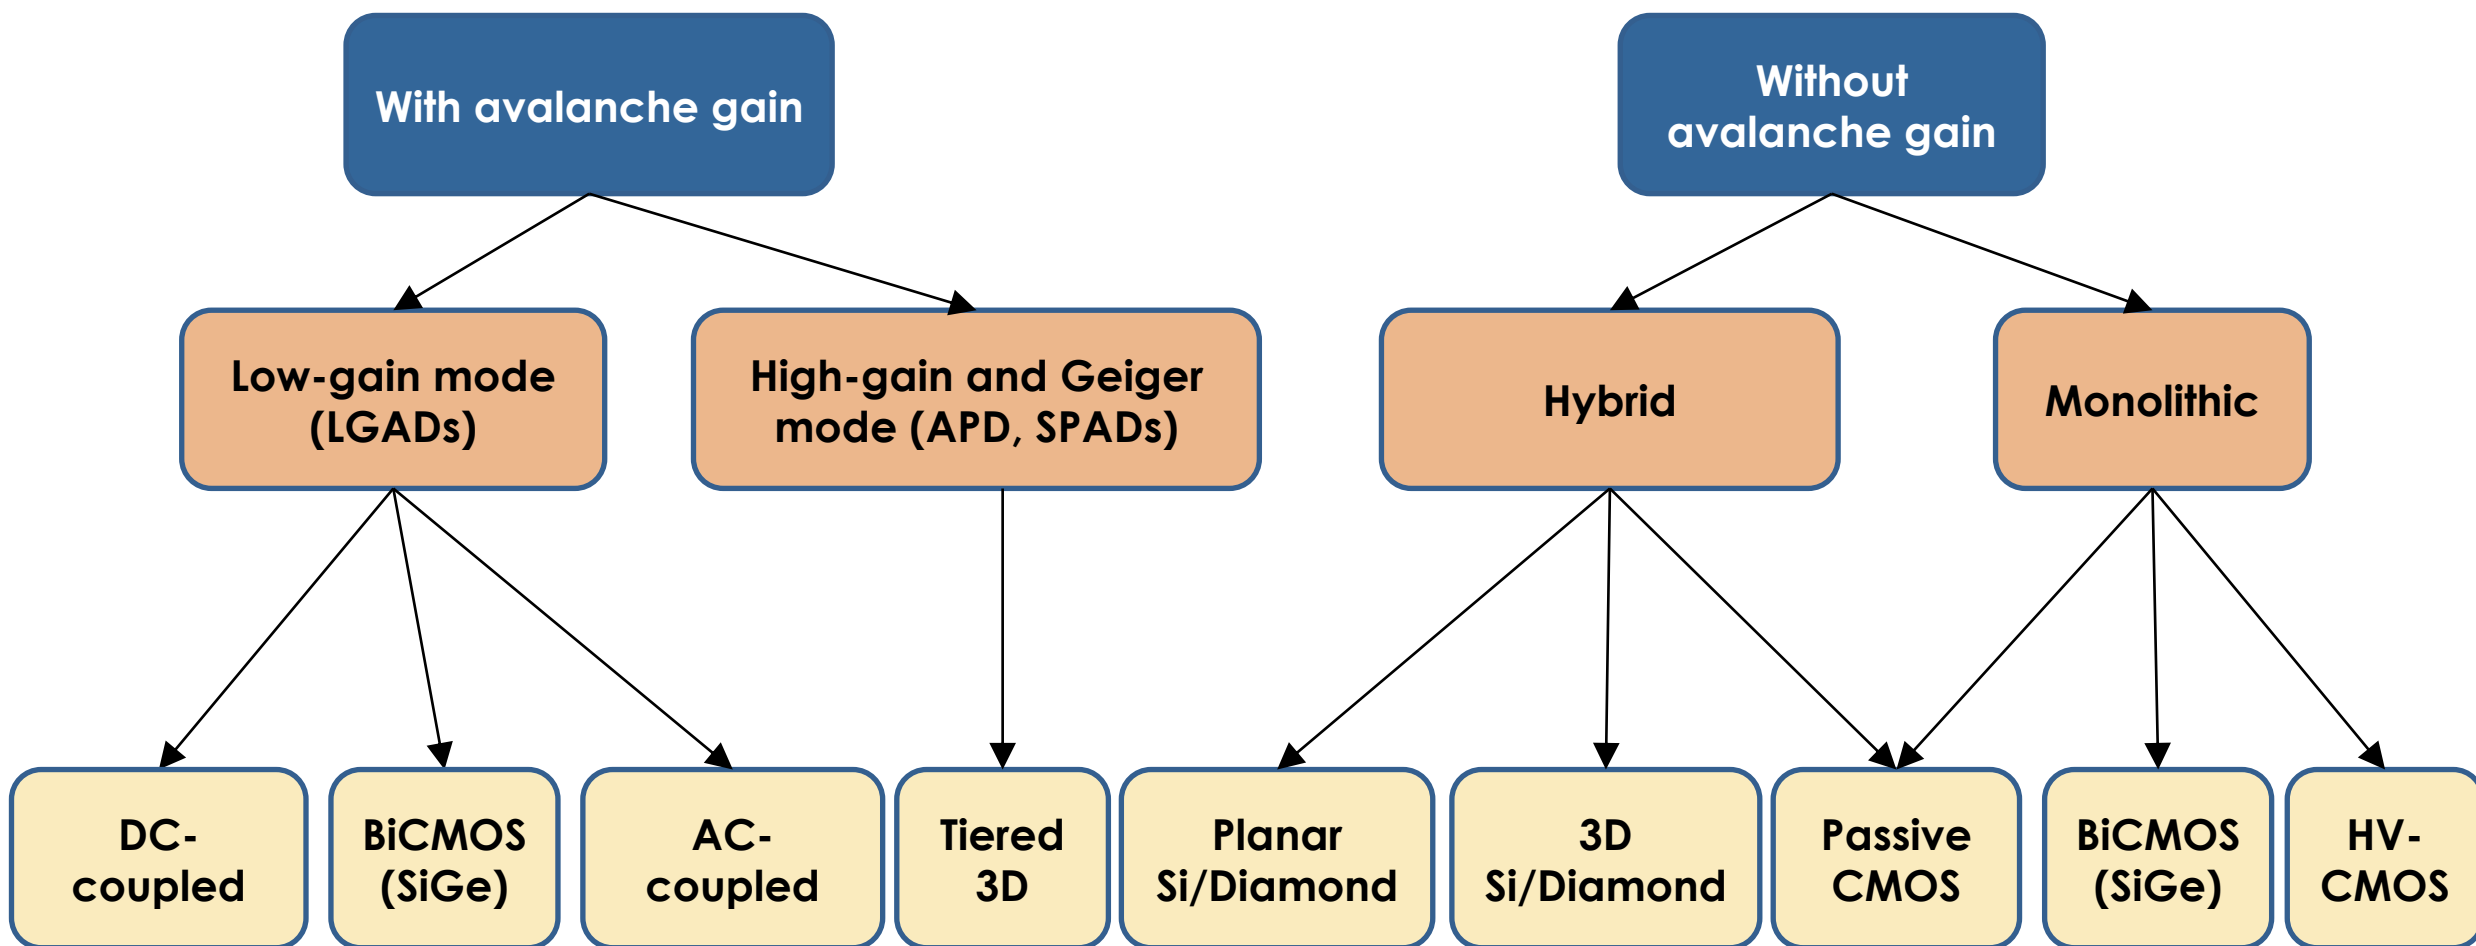 With avalanche gain
Without
avalanche gain
Low-gain mode
(LGADs)
High-gain and Geiger
mode (APD, SPADs)
Hybrid
Monolithic
DC-
coupled
BiCMOS
(SiGe)
AC-
coupled
Tiered
3D
Planar
Si/Diamond
3D
Si/Diamond
Passive
CMOS
BiCMOS
(SiGe)
HV-
CMOS